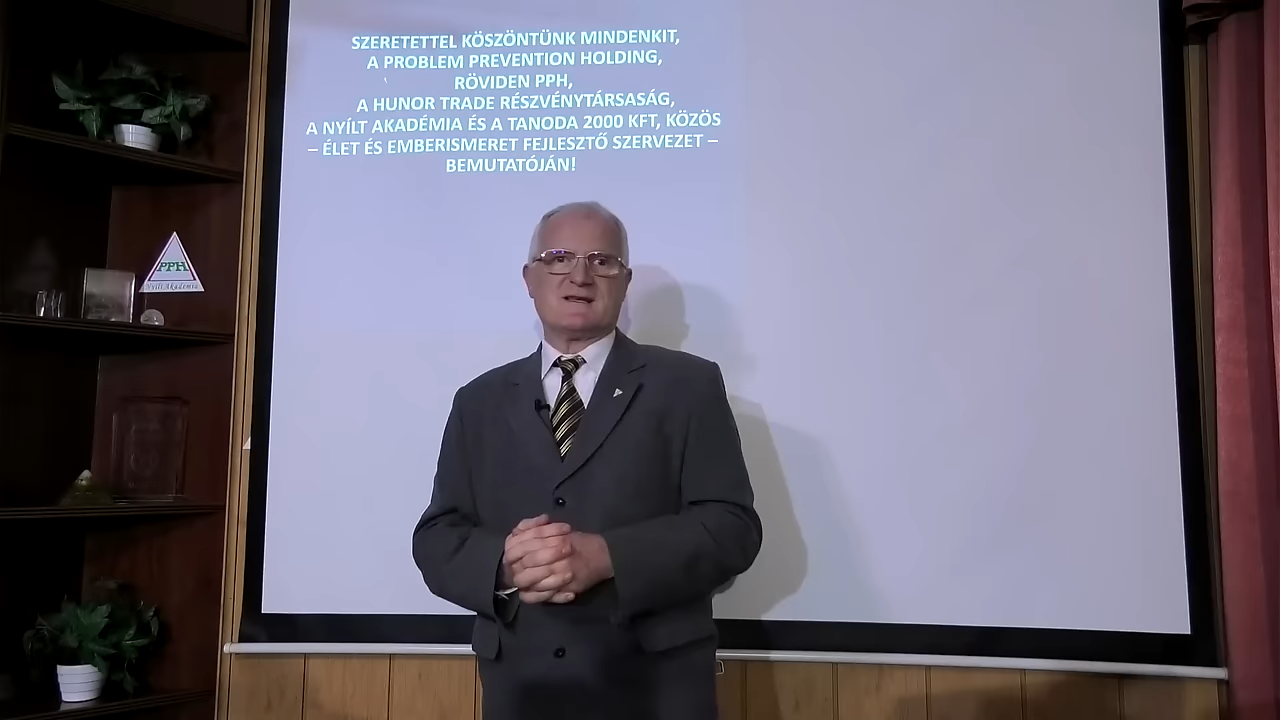 SZERETETTEL KÖSZÖNTÜNK MINDENKIT,
A PROBLEM PREVENTION HOLDING,
RÖVIDEN PPH,
A HUNOR TRADE RÉSZVÉNYTÁRSASÁG,
A NYÍLT AKADÉMIA ÉS A TANODA 2000 KFT, KÖZÖS
– ÉLET ÉS EMBERISMERET FEJLESZTŐ SZERVEZET –
BEMUTATÓJÁN!
PPH
Nyílt Akadémia